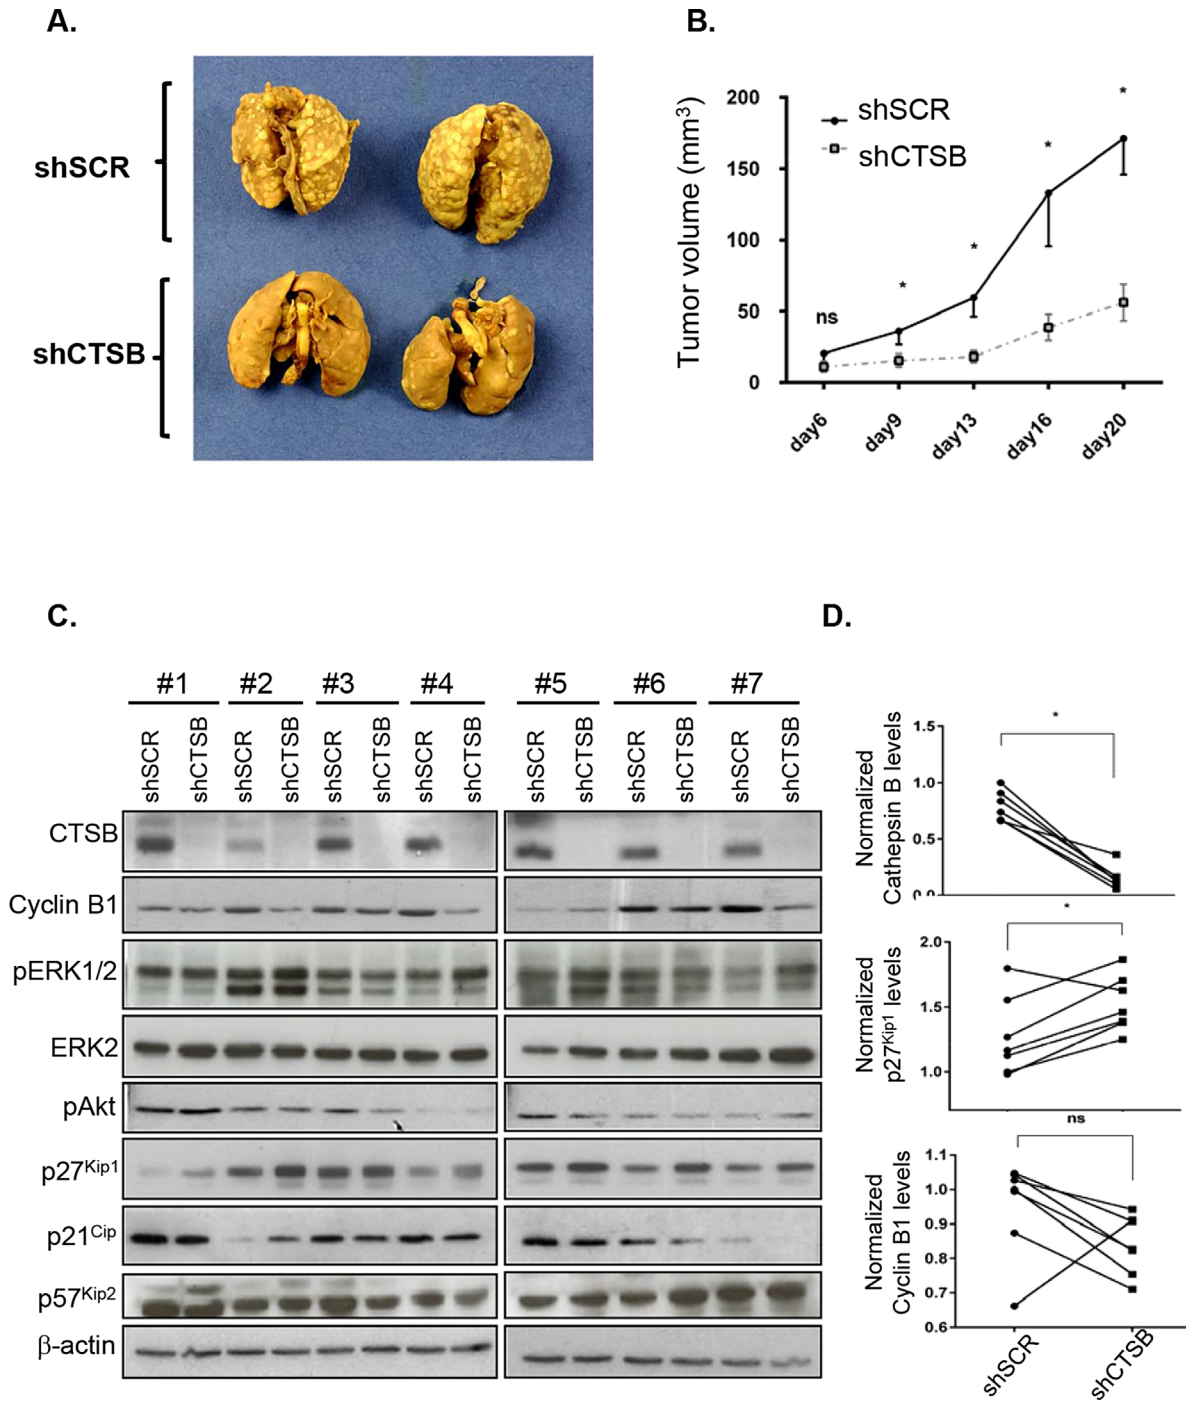 A.
shSCR
shCTSB
B.
Tumor volume (mm³)
200
150
100
50
0
shSCR
shCTSB
ns
*
*
*
*
day6
day9
day13
day16
day20
C.
#1 #2 #3 #4 #5 #6 #7
shSCR shCTSB shSCR shCTSB shSCR shCTSB shSCR shCTSB shSCR shCTSB shSCR shCTSB shSCR shCTSB
CTSB
Cyclin B1
pERK1/2
ERK2
pAkt
p27Kip1
p21Cip
p57Kip2
β-actin
D.
Normalized
Cathepsin B levels
1.5
1.0
0.5
0.0
*
Normalized
p27Kip1 levels
2.0
1.5
1.0
*
Normalized
Cyclin B1 levels
1.1
1.0
0.9
0.8
0.7
0.6
ns
shSCR
shCTSB